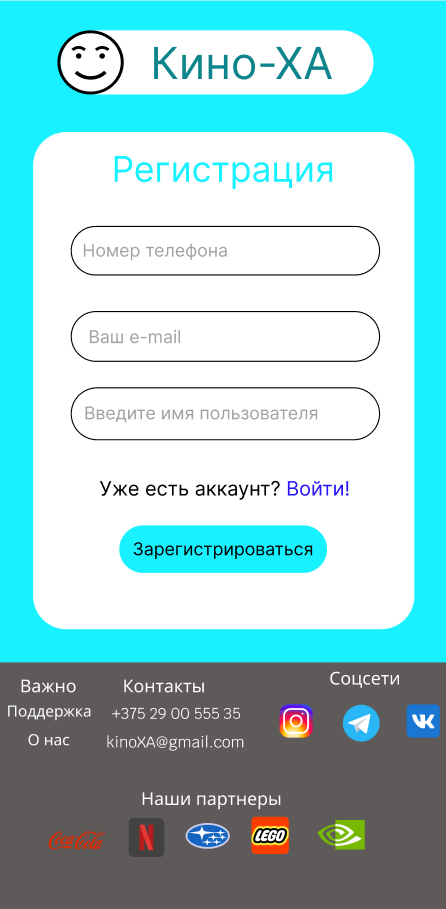 Кино-ХА
Регистрация
Номер телефона
Ваш e-mail
Введите имя пользователя
Уже есть аккаунт? Войти!
Зарегистрироваться
Важно
Поддержка
О нас
Контакты
+375 29 00 555 35
kinoXA@gmail.com
Соцсети
Наши партнеры
Coca-Cola
N
LEGO